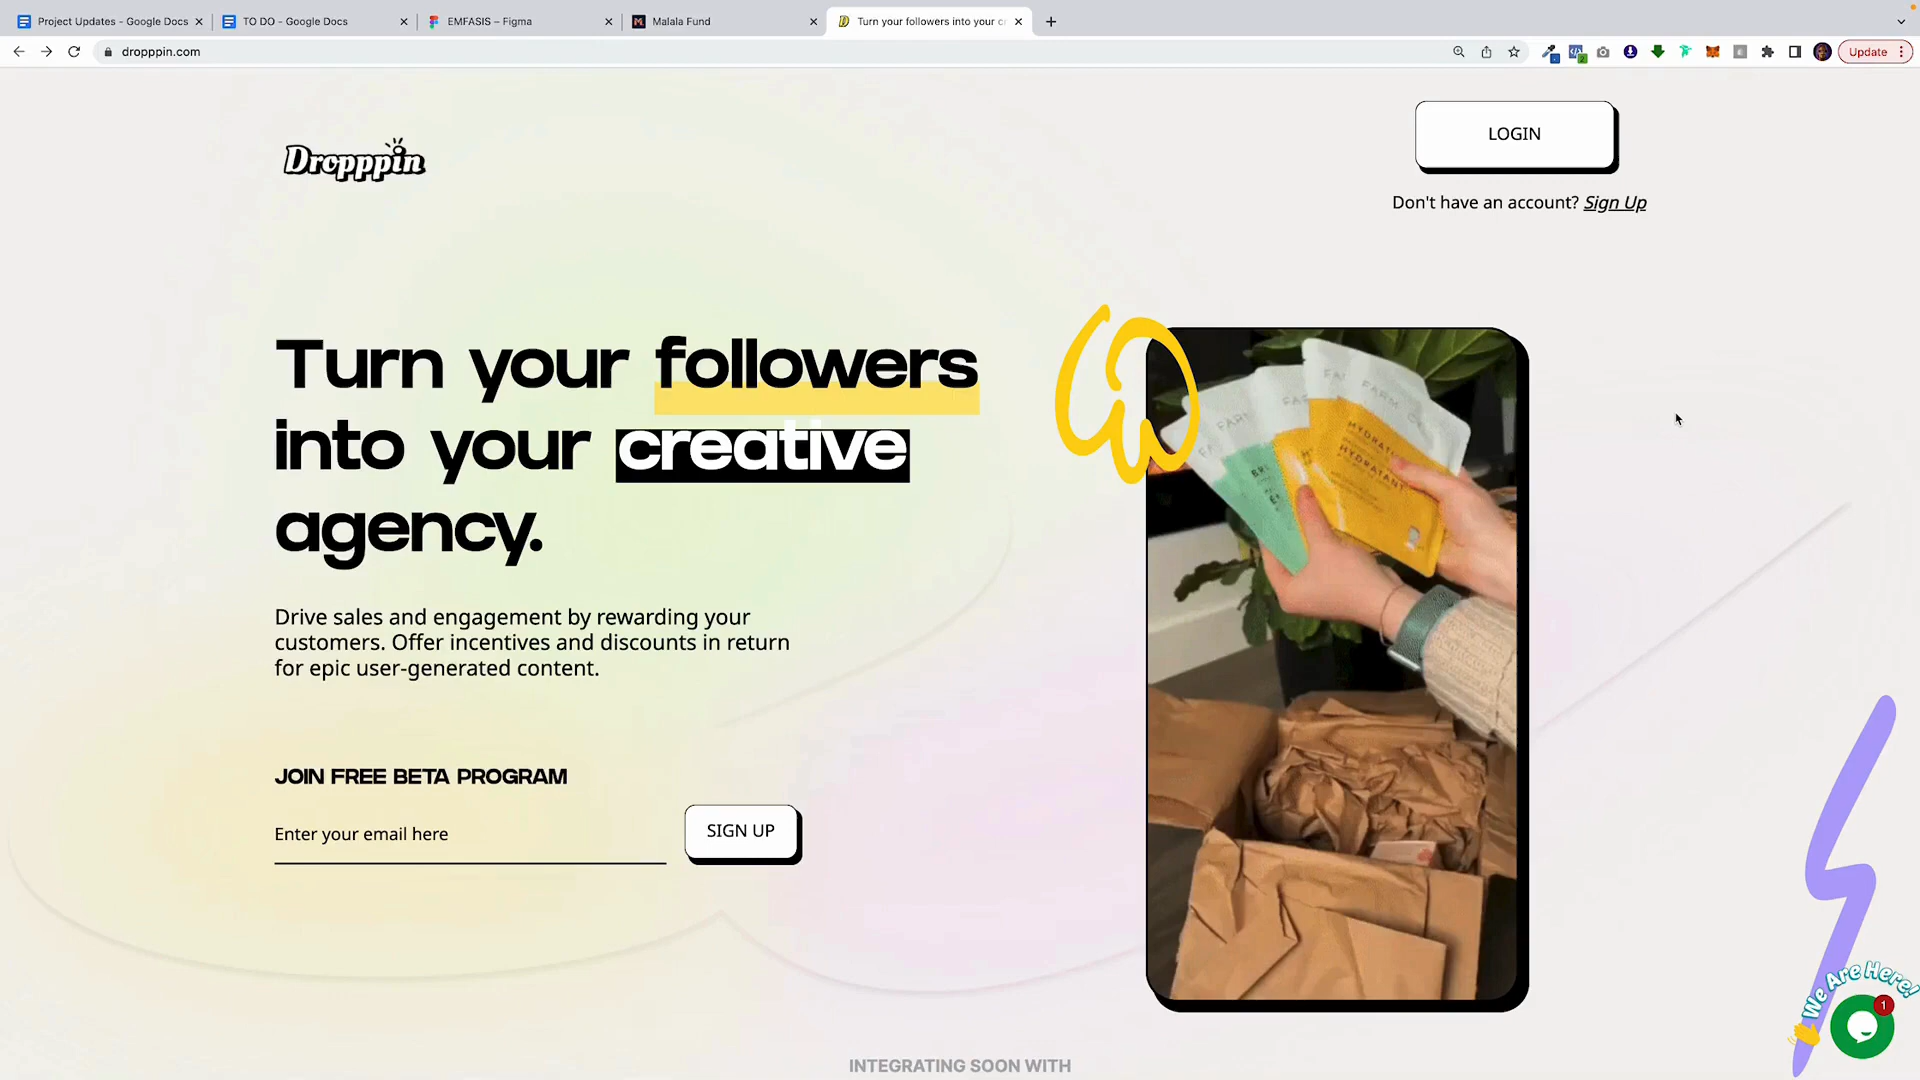 Project Updates - Google Docs
TO DO - Google Docs
EMFASIS – Figma
Malala Fund
Turn your followers into your cr
dropppin.com
Update
Dropppin
LOGIN
Don't have an account? Sign Up
Turn your followers
into your creative
agency.
Drive sales and engagement by rewarding your
customers. Offer incentives and discounts in return
for epic user-generated content.
JOIN FREE BETA PROGRAM
Enter your email here
SIGN UP
FARM
HYDRATANT
We Are Here!
1
INTEGRATING SOON WITH